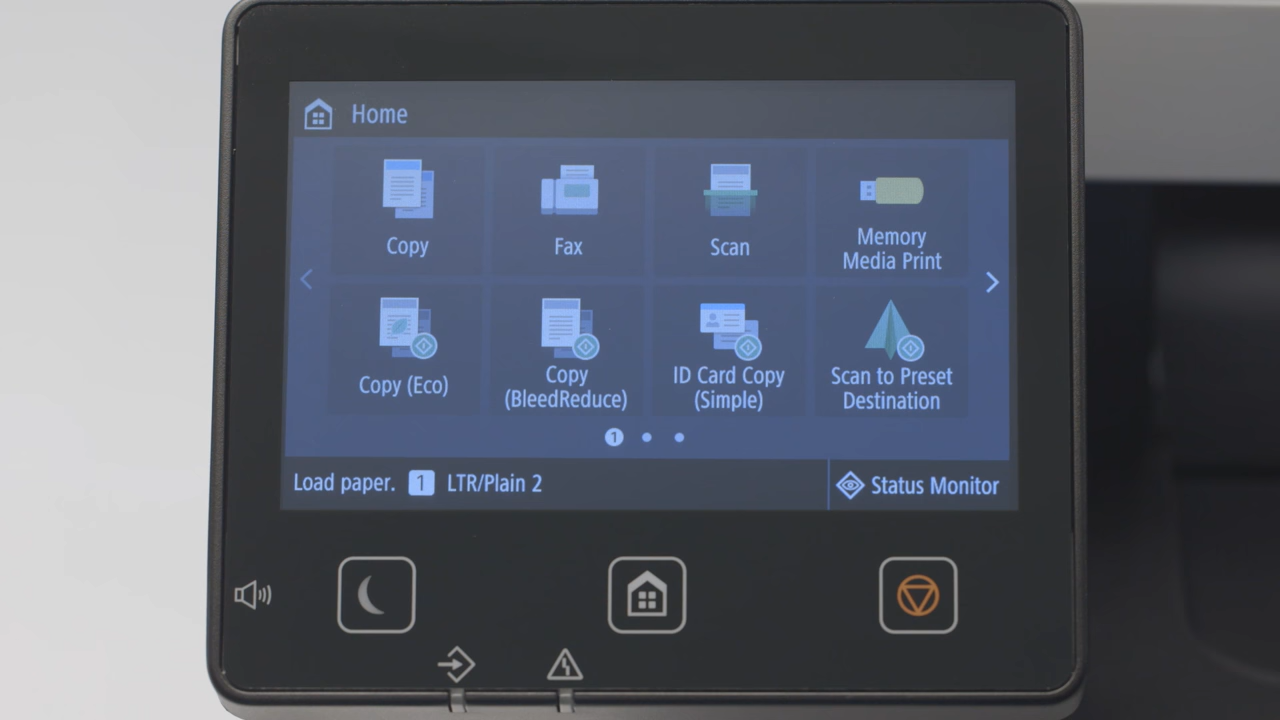 Home
Copy
Fax
Scan
Memory
Media Print
Copy (Eco)
Copy
(BleedReduce)
ID Card Copy
(Simple)
Scan to Preset
Destination
1
Load paper. 1 LTR/Plain 2
Status Monitor